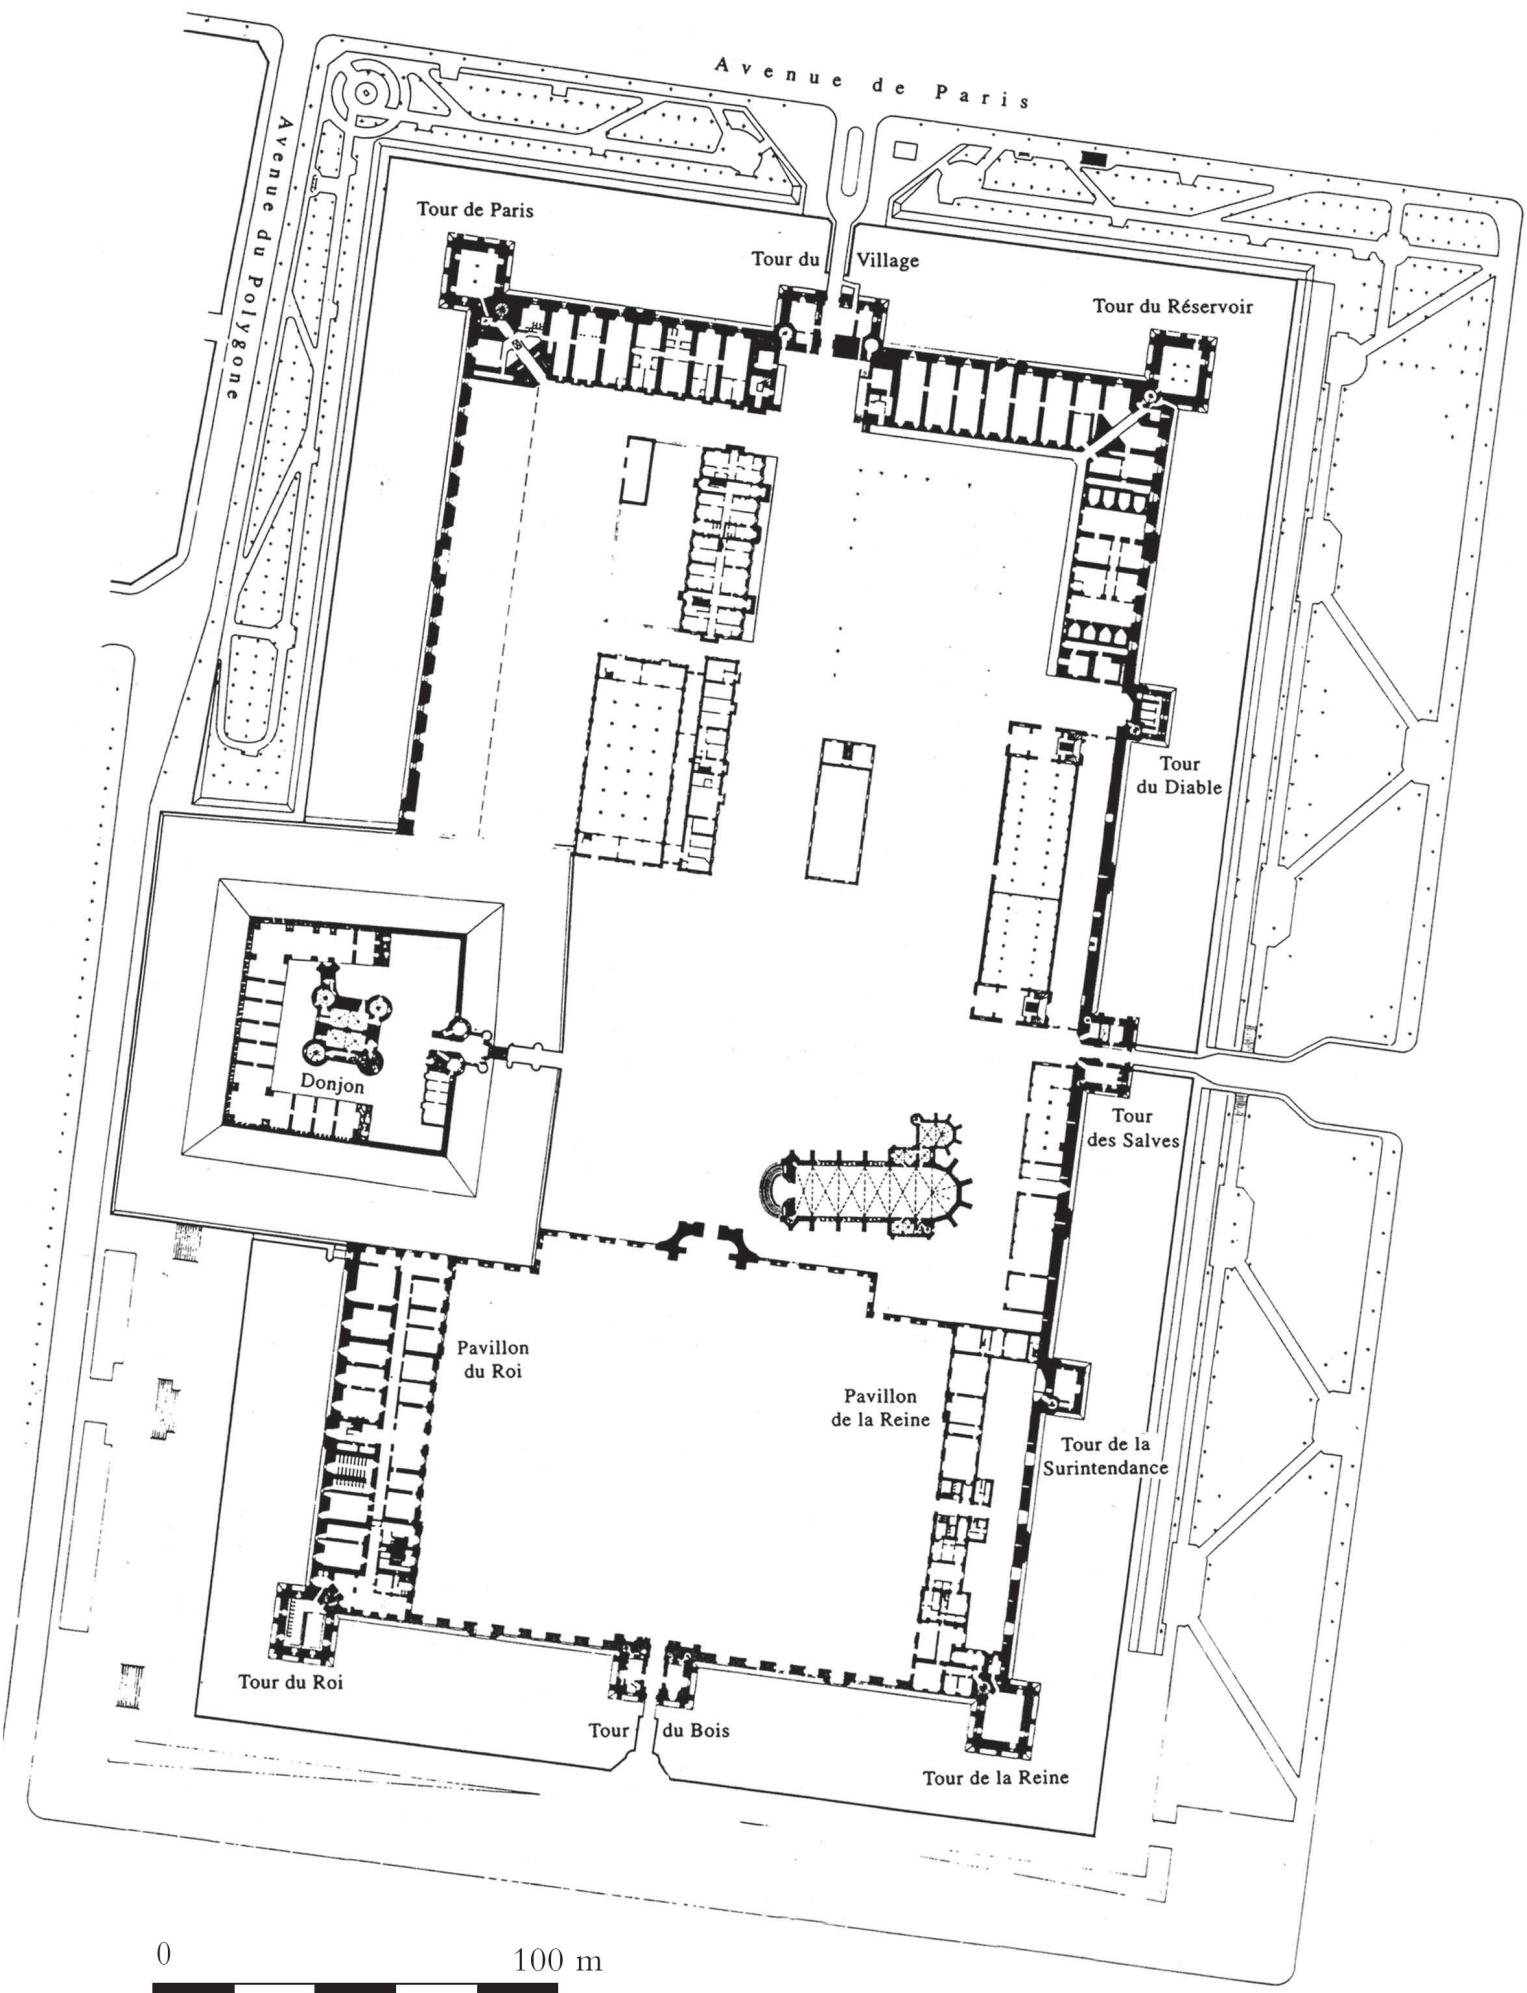 Avenue de Paris
Avenue du Polygone
Tour de Paris
Tour du Village
Tour du Réservoir
Tour
du Diable
Donjon
Tour
des Salves
Pavillon
du Roi
Pavillon
de la Reine
Tour de la
Surintendance
Tour du Roi
Tour du Bois
Tour de la Reine
0 100 m